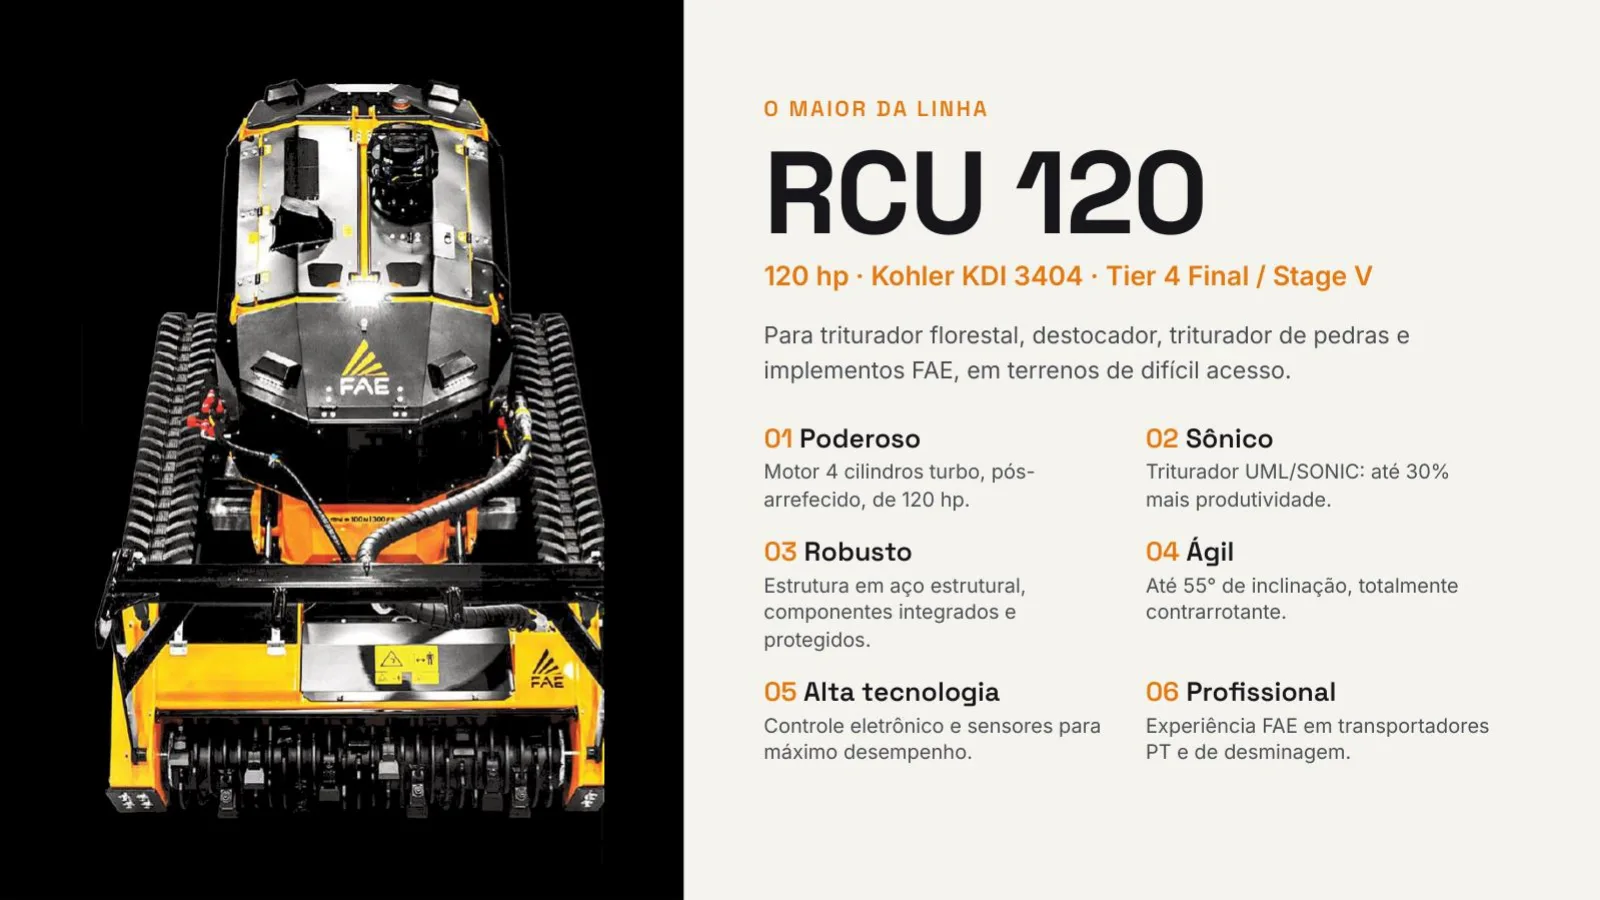 O MAIOR DA LINHA
RCU 120
120 hp · Kohler KDI 3404 · Tier 4 Final / Stage V
Para triturador florestal, destocador, triturador de pedras e
implementos FAE, em terrenos de difícil acesso.
01 Poderoso
Motor 4 cilindros turbo, pós-
arrefecido, de 120 hp.
02 Sônico
Triturador UML/SONIC: até 30%
mais produtividade.
03 Robusto
Estrutura em aço estrutural,
componentes integrados e
protegidos.
04 Ágil
Até 55° de inclinação, totalmente
contrarrotante.
05 Alta tecnologia
Controle eletrônico e sensores para
máximo desempenho.
06 Profissional
Experiência FAE em transportadores
PT e de desminagem.
FAE
FAE